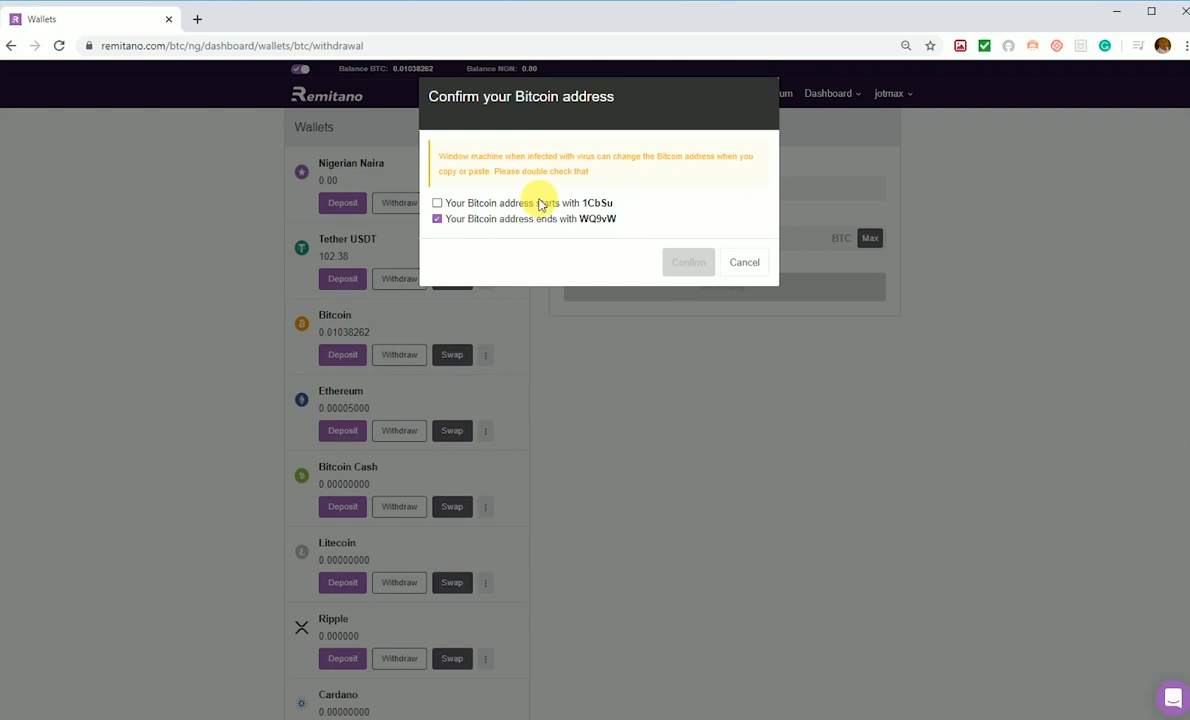 Wallets
remitano.com/btc/ng/dashboard/wallets/btc/withdrawal
Balance BTC: 0.01038262 Balance NGN: 0.00
Remitano
um Dashboard jotmax
Confirm your Bitcoin address
Window machine when infected with virus can change the Bitcoin address when you
copy or paste. Please double check that
Your Bitcoin address starts with 1CbSu
Your Bitcoin address ends with WQ9vW
Confirm Cancel
BTC Max
Wallets
Nigerian Naira
0.00
Deposit Withdraw
Tether USDT
102.38
Deposit Withdraw
Bitcoin
0.01038262
Deposit Withdraw Swap
Ethereum
0.00005000
Deposit Withdraw Swap
Bitcoin Cash
0.00000000
Deposit Withdraw Swap
Litecoin
0.00000000
Deposit Withdraw Swap
Ripple
0.000000
Deposit Withdraw Swap
Cardano
0.00000000